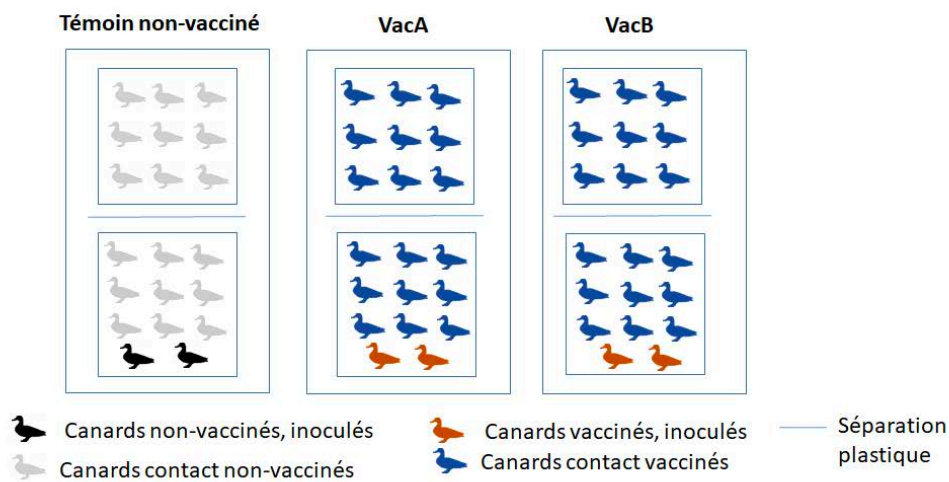 Témoin non-vacciné
VacA
VacB
Canards non-vaccinés, inoculés
Canards contact non-vaccinés
Canards vaccinés, inoculés
Canards contact vaccinés
Séparation
plastique